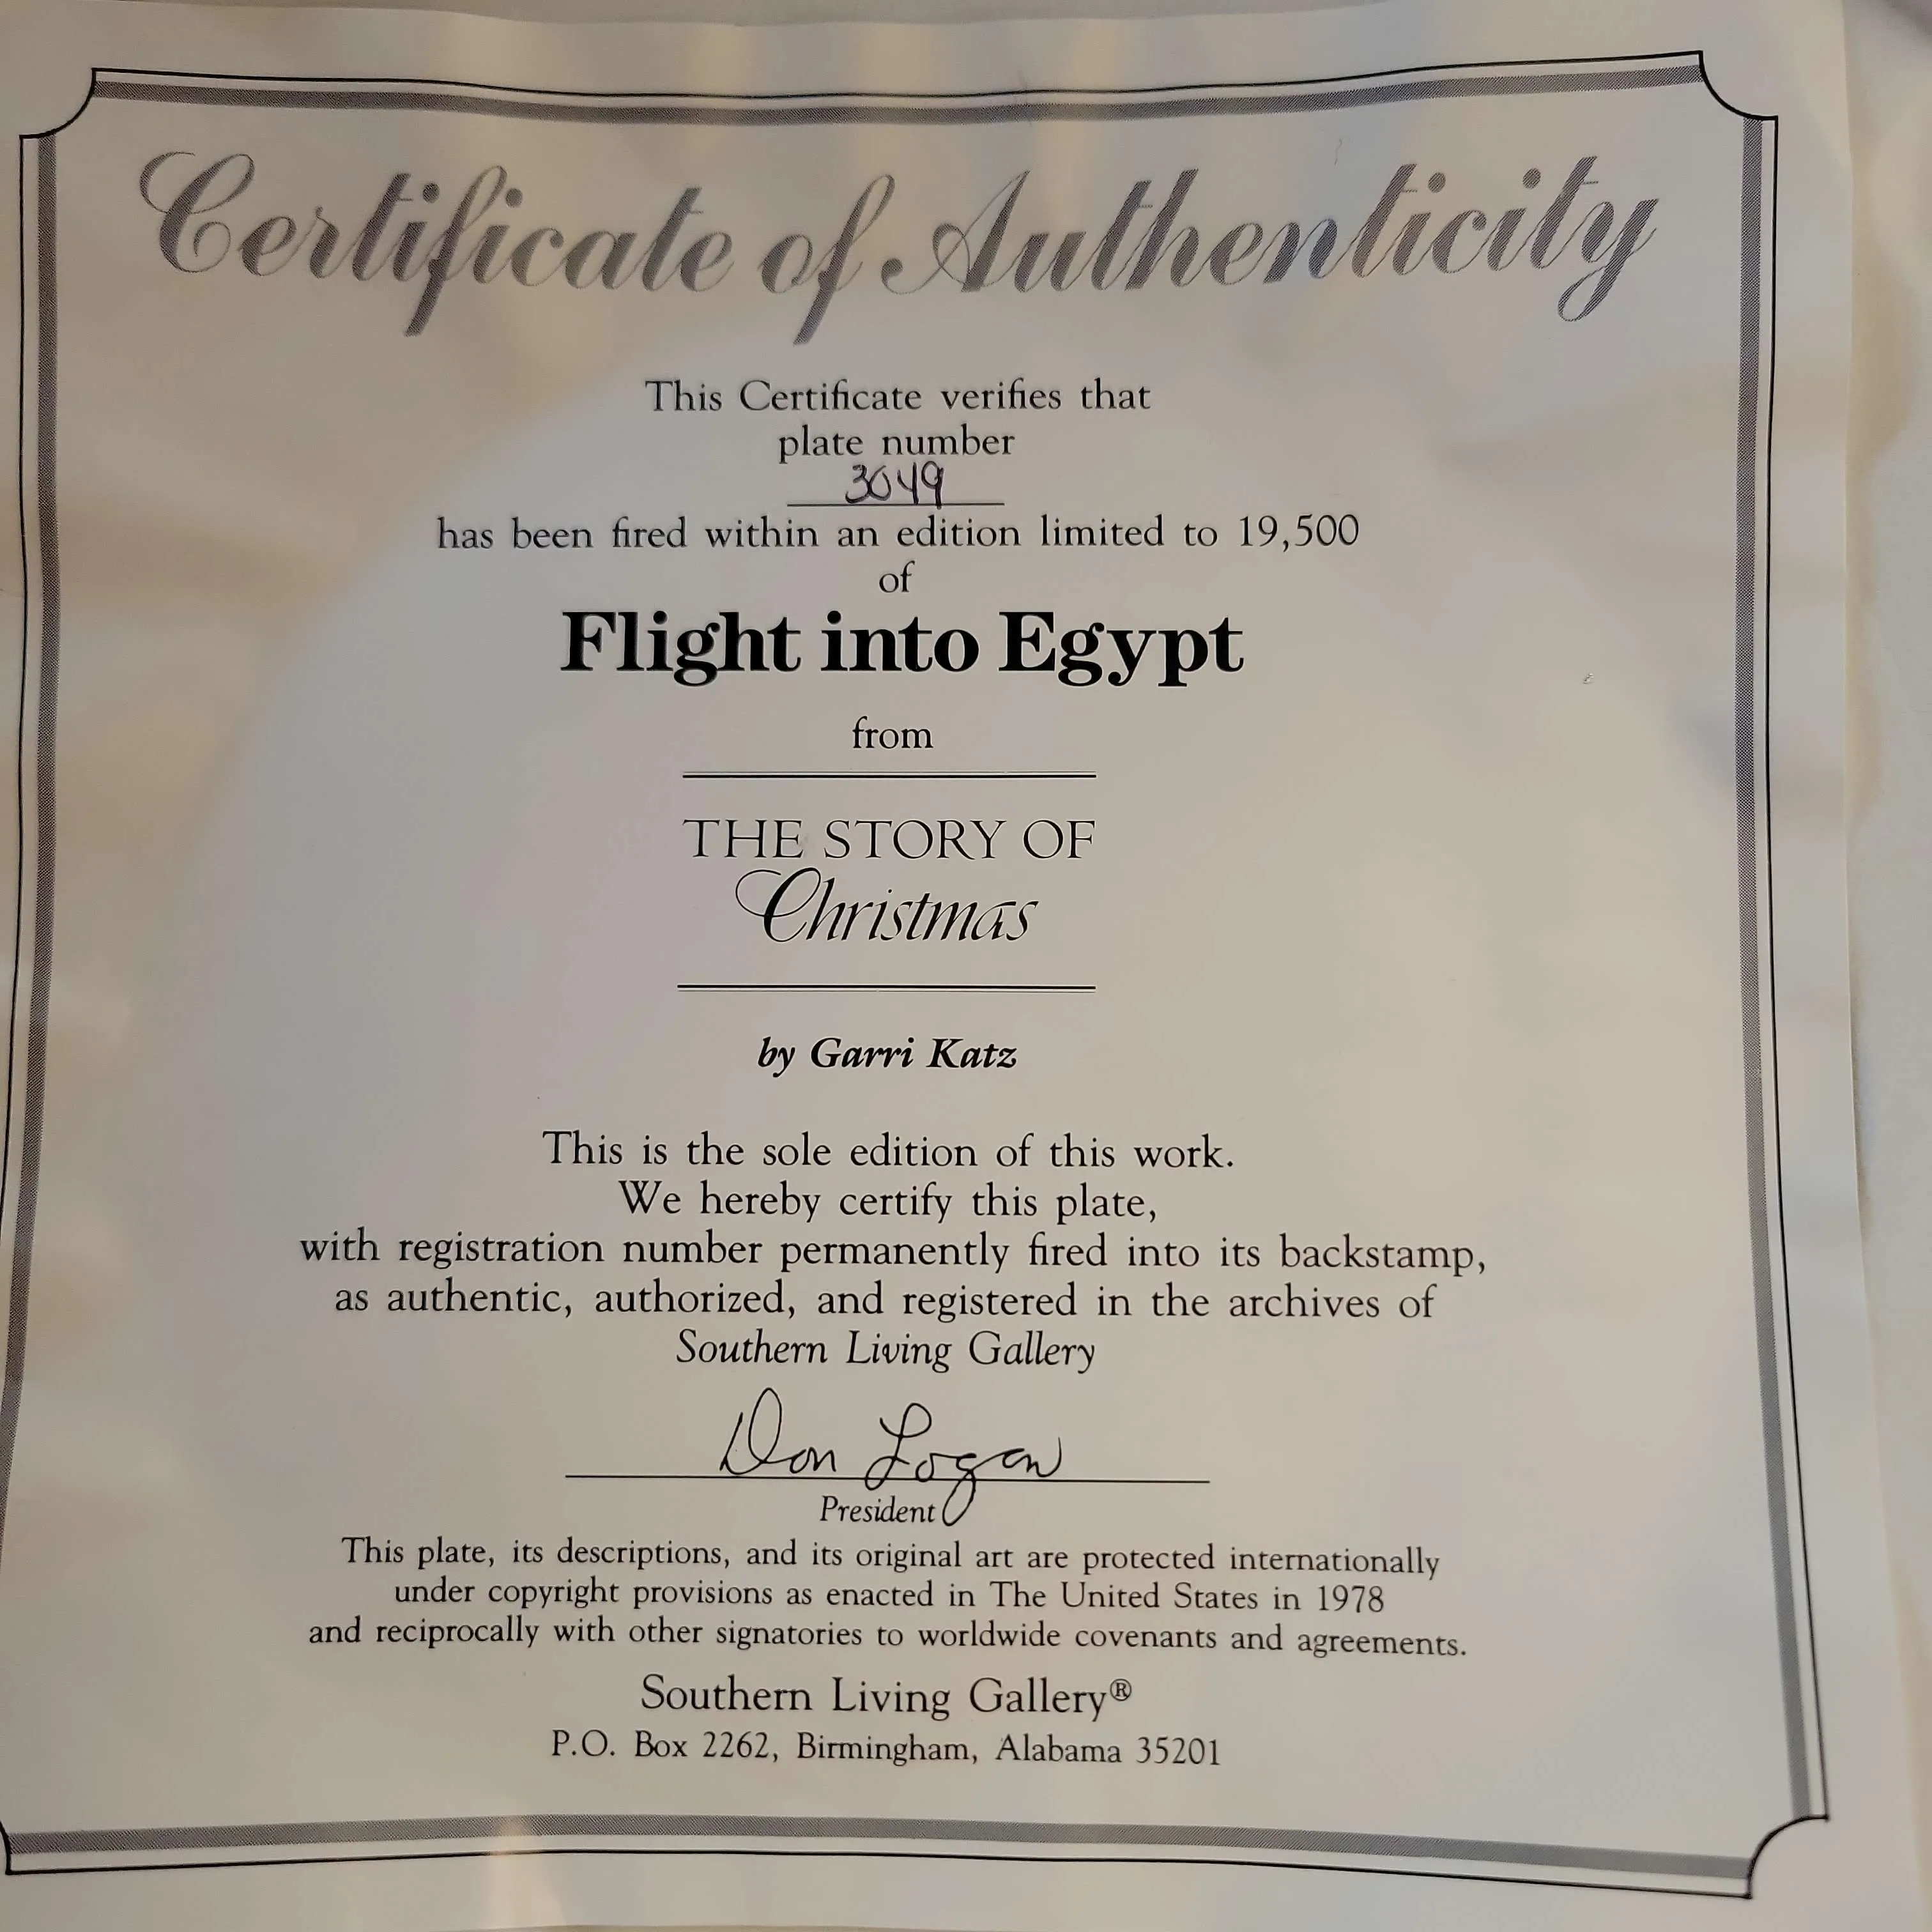 Certificate of Authenticity
This Certificate verifies that
plate number
3049
has been fired within an edition limited to 19,500
of
Flight into Egypt
from
THE STORY OF
Christmas
by Garri Katz
This is the sole edition of this work.
We hereby certify this plate,
with registration number permanently fired into its backstamp,
as authentic, authorized, and registered in the archives of
Southern Living Gallery
Don Logan
President
This plate, its descriptions, and its original art are protected internationally
under copyright provisions as enacted in The United States in 1978
and reciprocally with other signatories to worldwide covenants and agreements.
Southern Living Gallery®
P.O. Box 2262, Birmingham, Alabama 35201